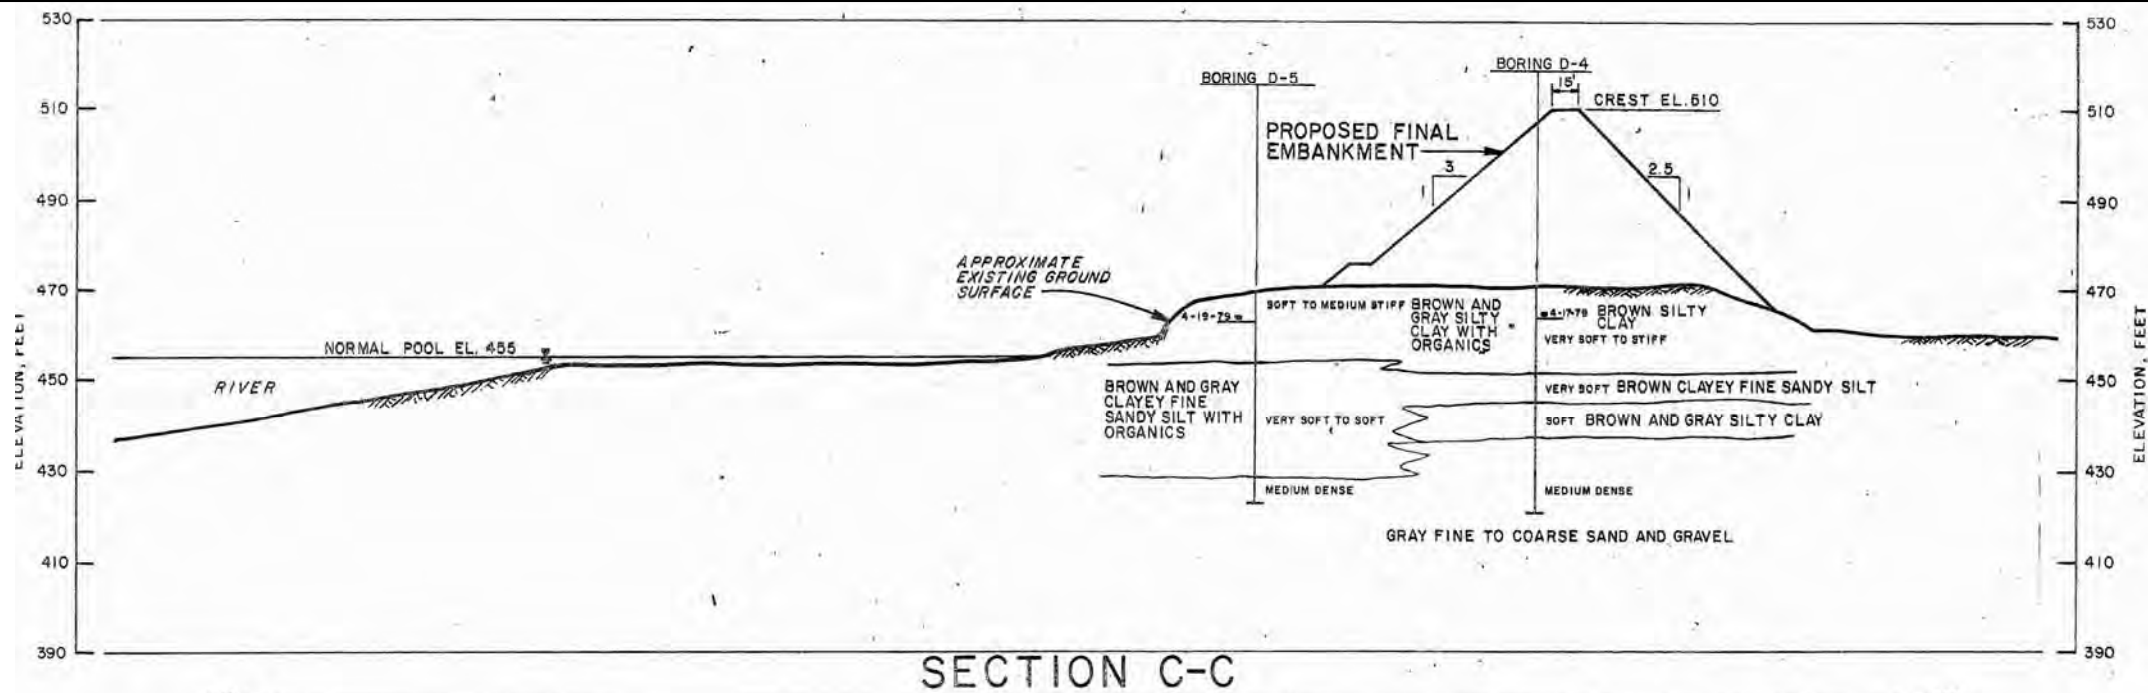 530
510
490
470
450
430
410
390
ELEVATION, FEET
NORMAL POOL EL. 455
RIVER
APPROXIMATE
EXISTING GROUND
SURFACE
BORING D-5
BORING D-4
15'
CREST EL. 510
PROPOSED FINAL
EMBANKMENT
3
1
2.5
1
4-19-79
SOFT TO MEDIUM STIFF
BROWN AND
GRAY SILTY
CLAY WITH
ORGANICS
4-17-79
BROWN SILTY
CLAY
VERY SOFT TO STIFF
BROWN AND GRAY
CLAYEY FINE
SANDY SILT WITH
ORGANICS
VERY SOFT TO SOFT
VERY SOFT BROWN CLAYEY FINE SANDY SILT
SOFT BROWN AND GRAY SILTY CLAY
MEDIUM DENSE
MEDIUM DENSE
GRAY FINE TO COARSE SAND AND GRAVEL
530
510
490
470
450
430
410
390
ELEVATION, FEET
SECTION C-C